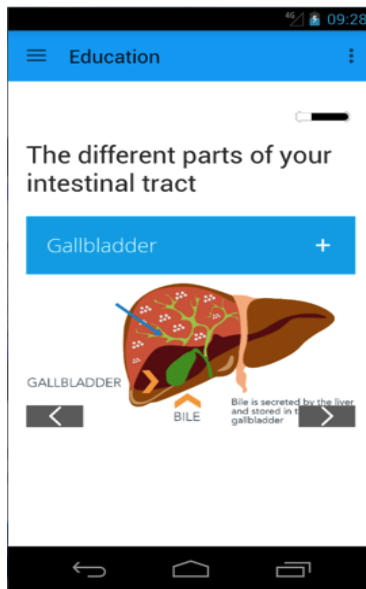 4G 09:28
Education
The different parts of your
intestinal tract
Gallbladder +
GALLBLADDER
BILE
Bile is secreted by the liver
and stored in t
gallbladder